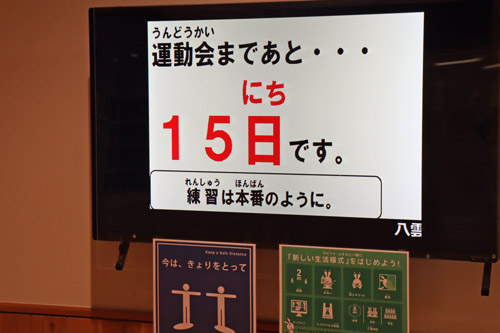 うんどうかい
運動会まであと・・・
にち
15日です。
れんしゅう ほんばん
練習は本番のように。
八雲
Keep a Safe Distance
今は、きょりをとって
「新しい生活様式」をはじめよう!